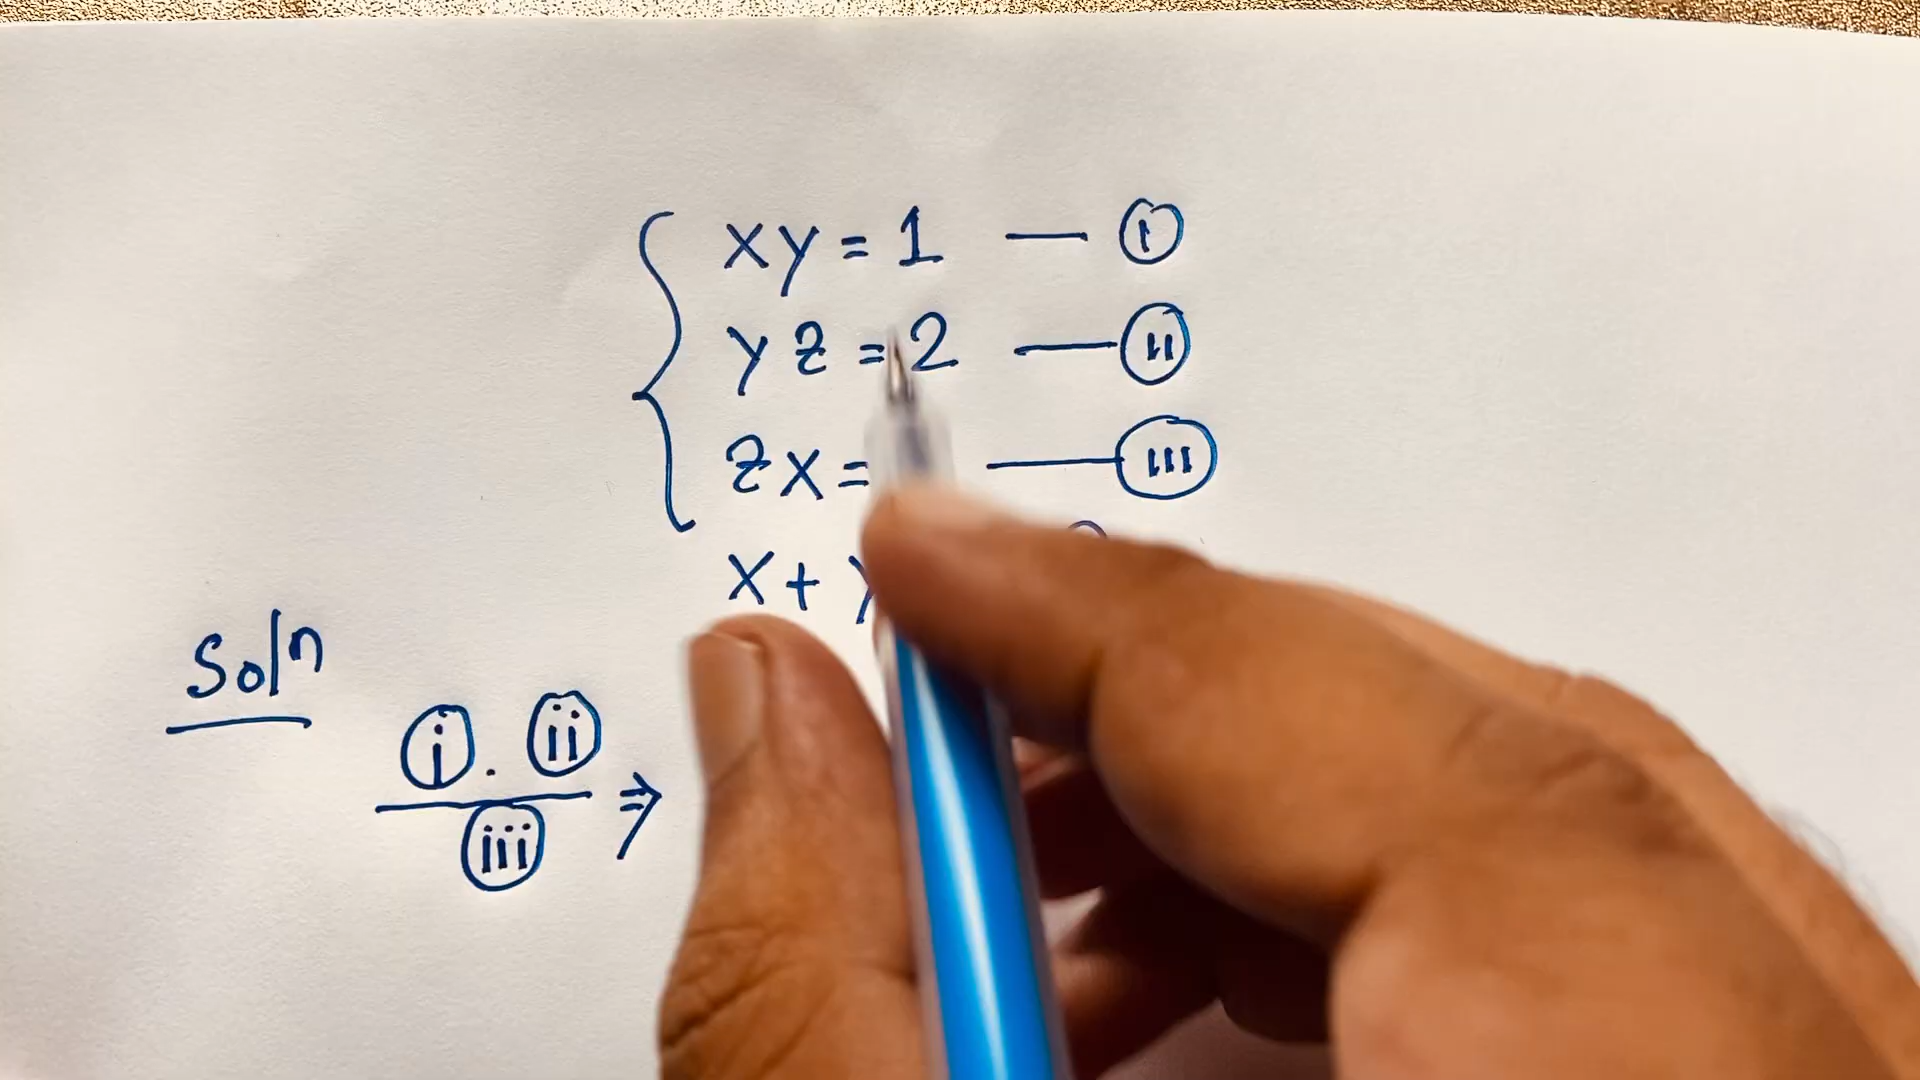 xy = 1 — (i)
yz = 2 — (ii)
zx = — (iii)
x + y
Soln
(i) . (ii)
(iii) ⇒